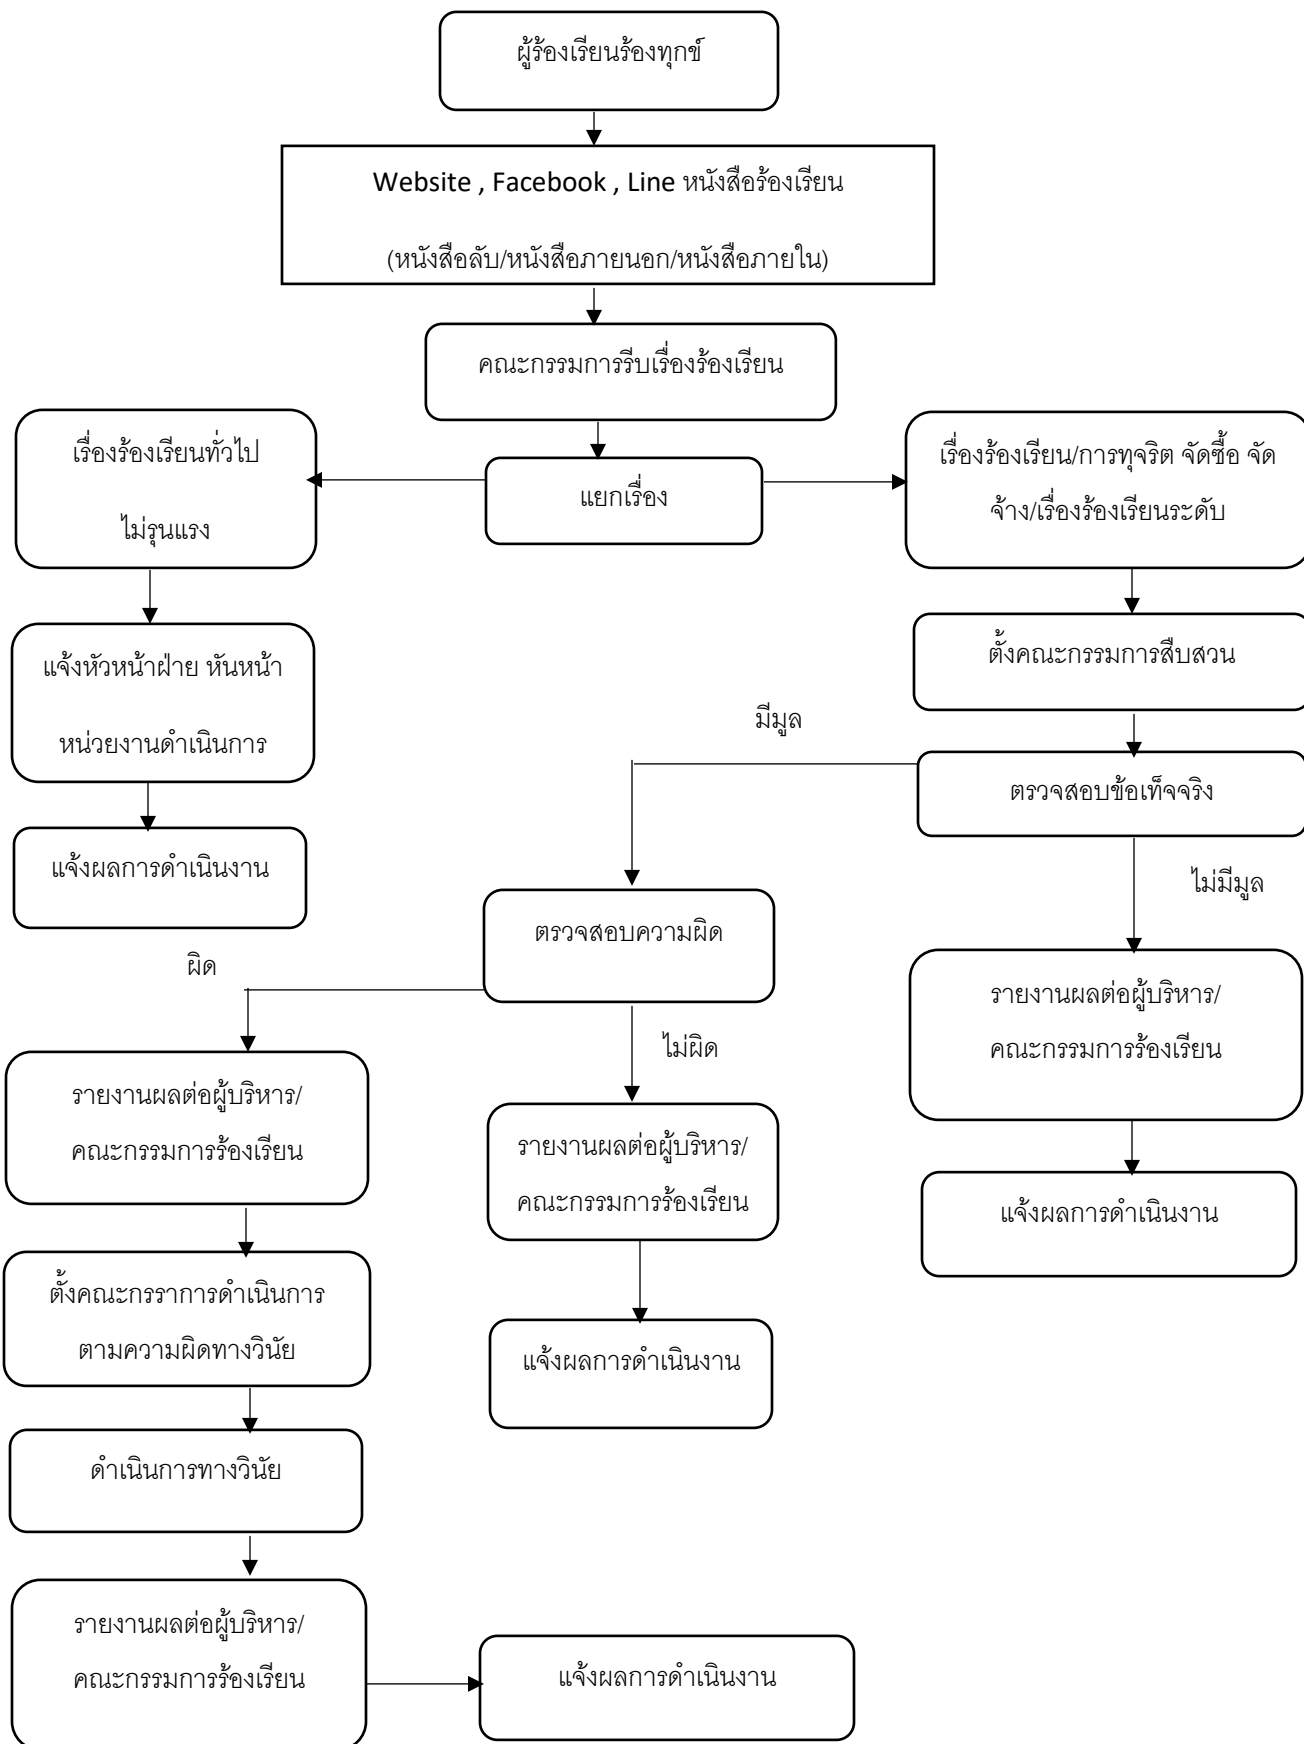 ผู้ร้องเรียนร้องทุกข์
Website , Facebook , Line หนังสือร้องเรียน
(หนังสือลับ/หนังสือภายนอก/หนังสือภายใน)
คณะกรรมการรีบเรื่องร้องเรียน
แยกเรื่อง
เรื่องร้องเรียนทั่วไป
ไม่รุนแรง
แจ้งหัวหน้าฝ่าย หันหน้า
หน่วยงานดำเนินการ
แจ้งผลการดำเนินงาน
เรื่องร้องเรียน/การทุจริต จัดซื้อ จัด
จ้าง/เรื่องร้องเรียนระดับ
ตั้งคณะกรรมการสืบสวน
ตรวจสอบข้อเท็จจริง
มีมูล
ไม่มีมูล
รายงานผลต่อผู้บริหาร/
คณะกรรมการร้องเรียน
แจ้งผลการดำเนินงาน
ตรวจสอบความผิด
ผิด
ไม่ผิด
รายงานผลต่อผู้บริหาร/
คณะกรรมการร้องเรียน
แจ้งผลการดำเนินงาน
รายงานผลต่อผู้บริหาร/
คณะกรรมการร้องเรียน
ตั้งคณะกรราการดำเนินการ
ตามความผิดทางวินัย
ดำเนินการทางวินัย
รายงานผลต่อผู้บริหาร/
คณะกรรมการร้องเรียน
แจ้งผลการดำเนินงาน